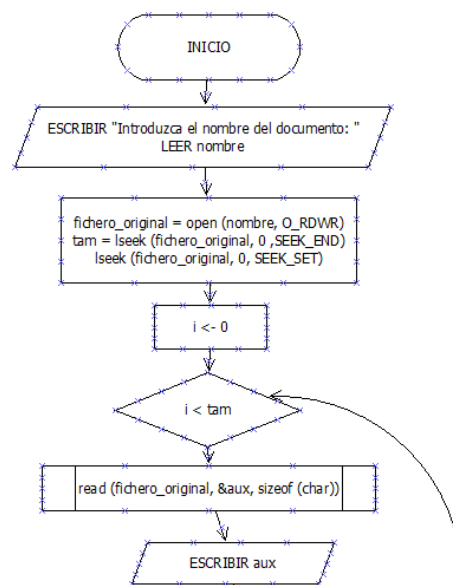 INICIO
ESCRIBIR "Introduzca el nombre del documento: "
LEER nombre
fichero_original = open (nombre, O_RDWR)
tam = lseek (fichero_original, 0 ,SEEK_END)
lseek (fichero_original, 0, SEEK_SET)
i <- 0
i < tam
read (fichero_original, &aux, sizeof (char))
ESCRIBIR aux